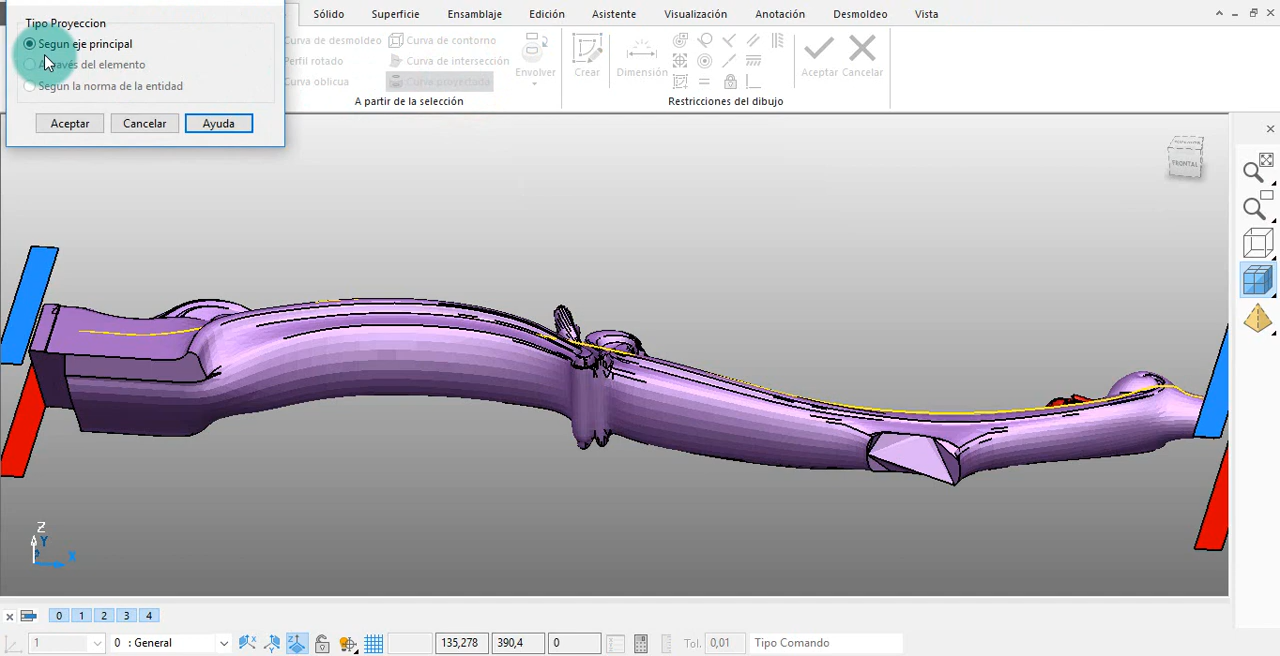 Tipo Proyeccion
Segun eje principal
A través del elemento
Segun la norma de la entidad
Aceptar Cancelar Ayuda
Sólido Superficie Ensamblaje Edición Asistente Visualización Anotación Desmoldeo Vista
Curva de desmoldeo Curva de contorno
Perfil rotado Curva de intersección
Curva oblicua Curva proyectada
Envolver
A partir de la selección
Crear Dimensión
Aceptar Cancelar
Restricciones del dibujo
FRONTAL
Z
Y
X
0 1 2 3 4
1 0 : General 135,278 390,4 0 Tol. 0,01 Tipo Comando